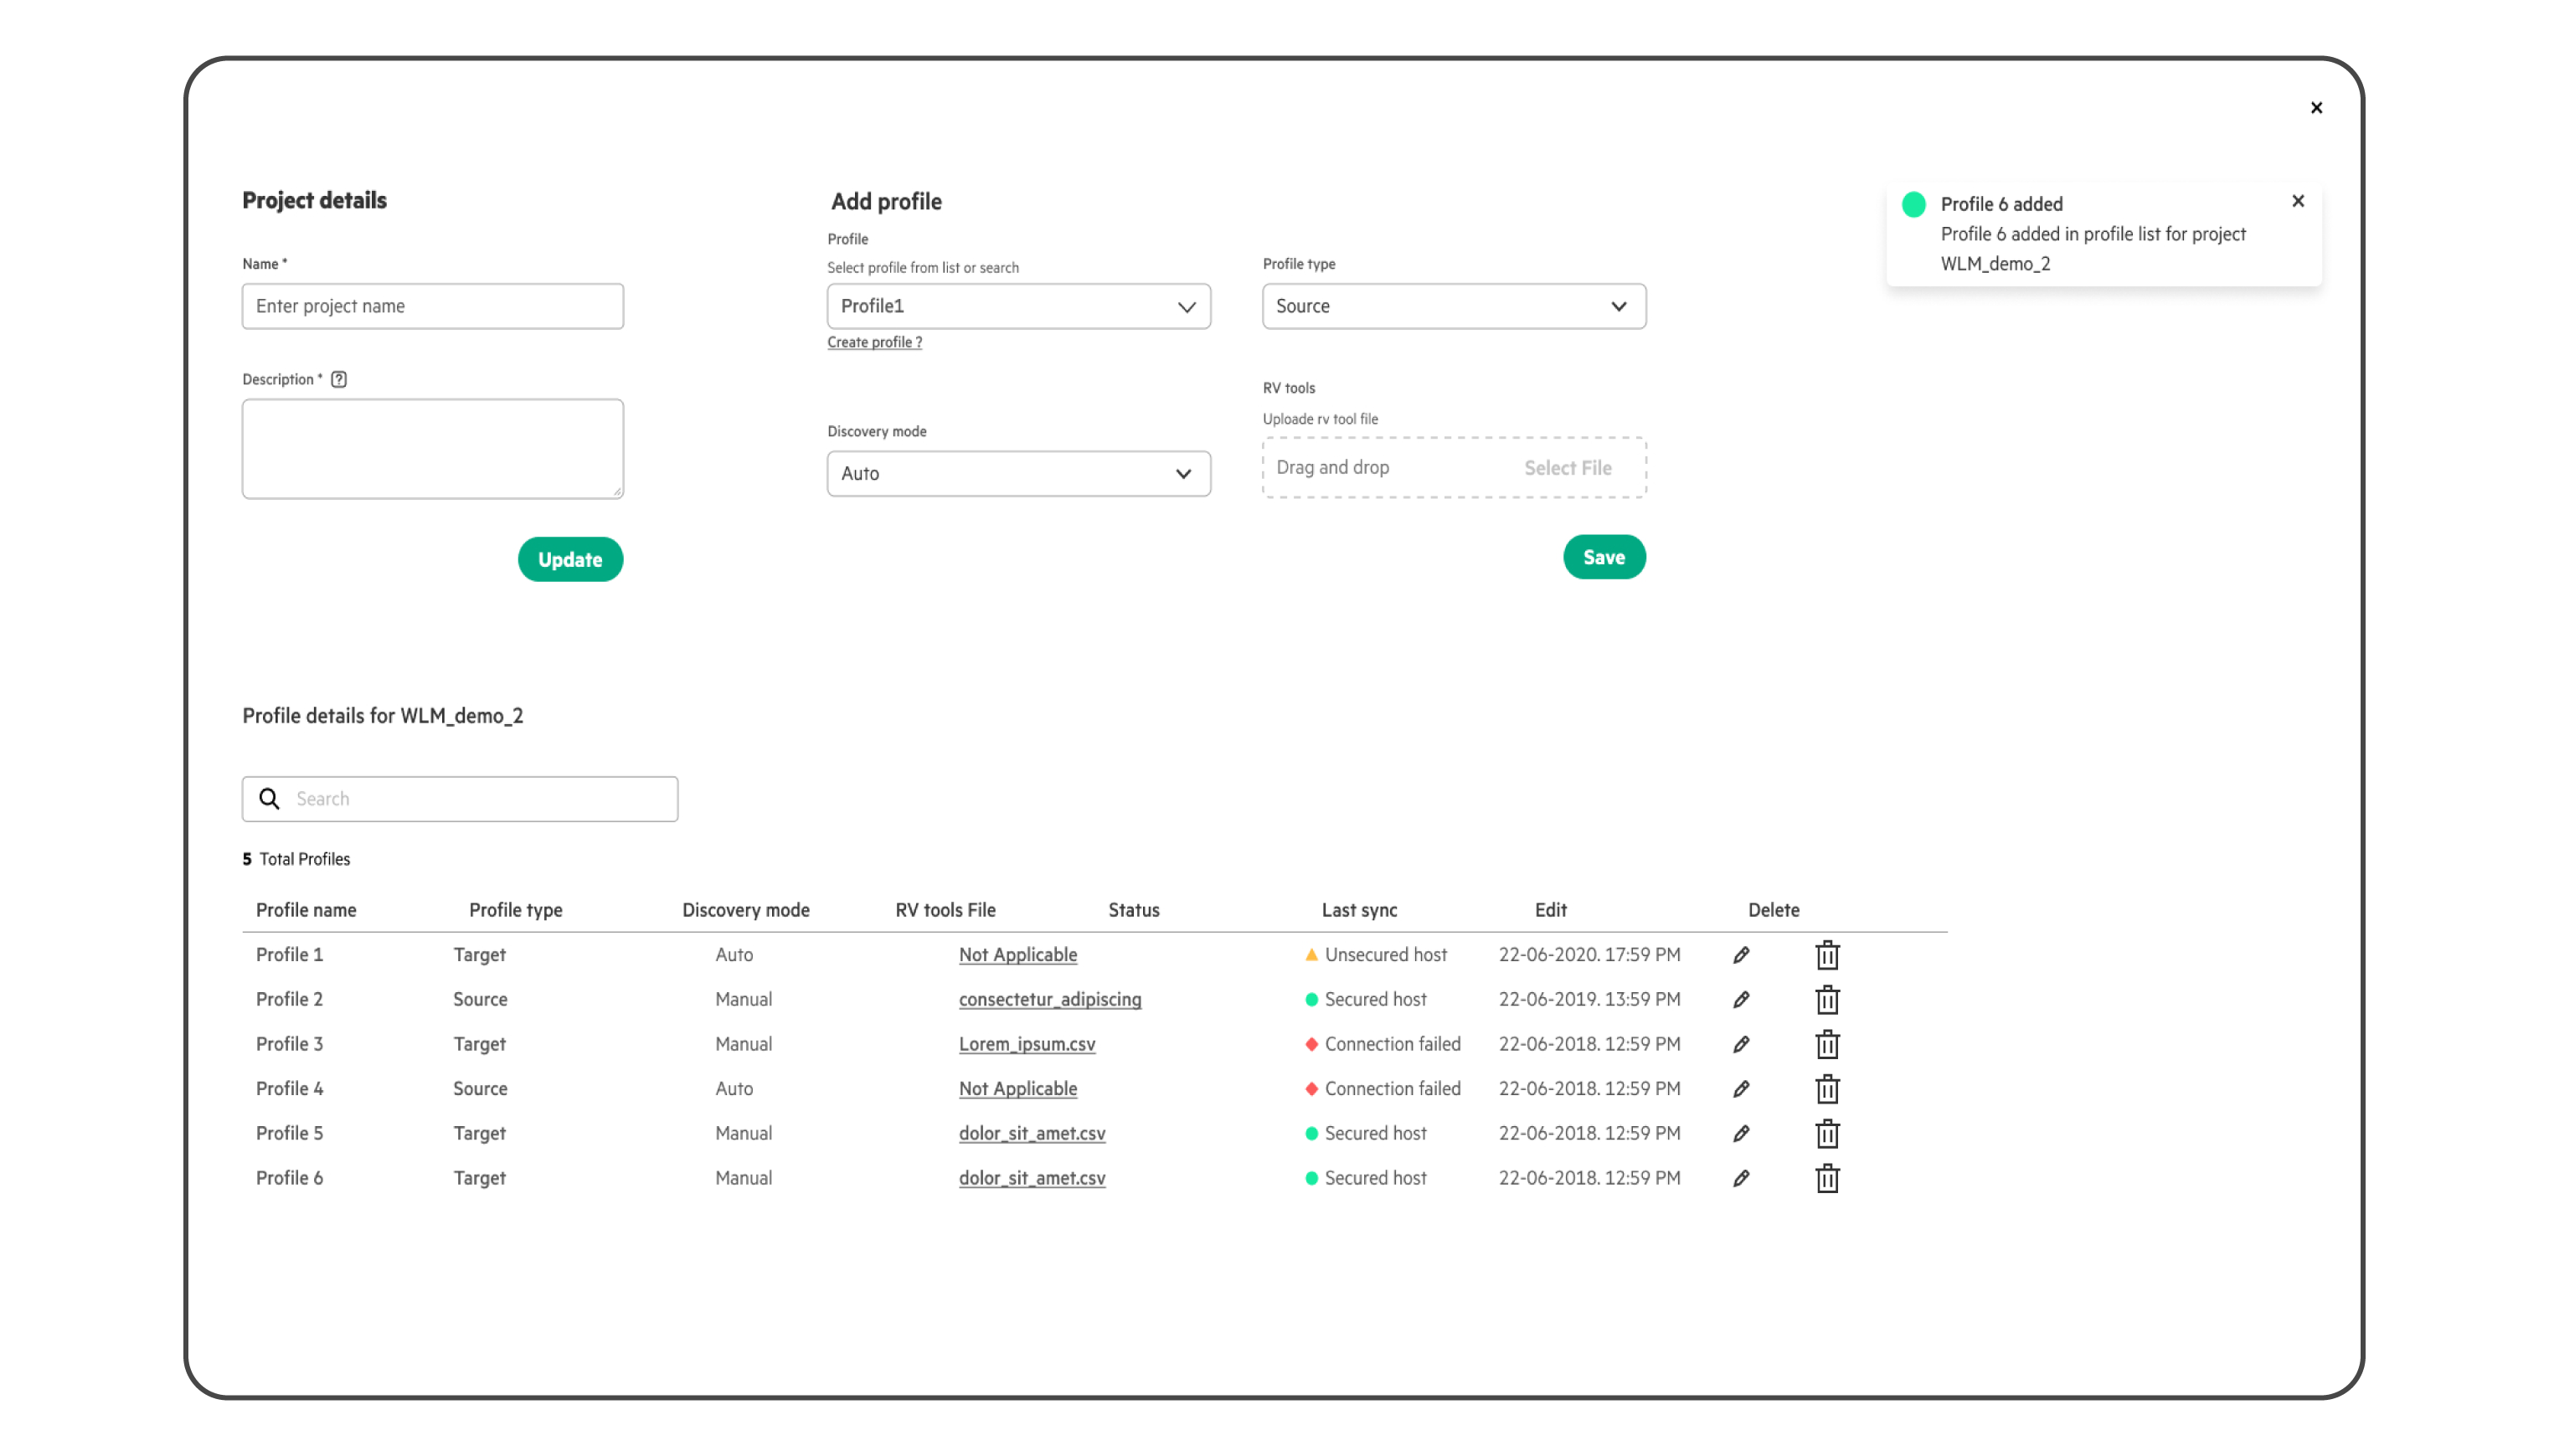 Project details
Name *
Enter project name
Description *
Update
Add profile
Profile
Select profile from list or search
Profile1
Create profile ?
Profile type
Source
Discovery mode
Auto
RV tools
Uploade rv tool file
Drag and drop Select File
Save
Profile 6 added
Profile 6 added in profile list for project
WLM_demo_2
Profile details for WLM_demo_2
Search
5 Total Profiles
Profile name Profile type Discovery mode RV tools File Status Last sync Edit Delete
Profile 1 Target Auto Not Applicable Unsecured host 22-06-2020. 17:59 PM
Profile 2 Source Manual consectetur_adipiscing Secured host 22-06-2019. 13:59 PM
Profile 3 Target Manual Lorem_ipsum.csv Connection failed 22-06-2018. 12:59 PM
Profile 4 Source Auto Not Applicable Connection failed 22-06-2018. 12:59 PM
Profile 5 Target Manual dolor_sit_amet.csv Secured host 22-06-2018. 12:59 PM
Profile 6 Target Manual dolor_sit_amet.csv Secured host 22-06-2018. 12:59 PM